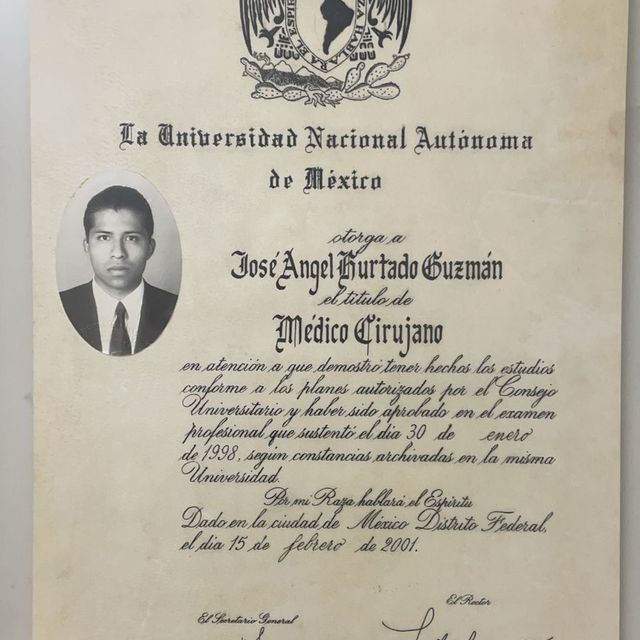 ZA HABLARA EL ESPIR
La Universidad Nacional Autónoma
de México
otorga a
José Angel Hurtado Guzmán
el título de
Médico Cirujano
en atención a que demostró tener hechos los estudios
conforme a los planes autorizados por el Consejo
Universitario y haber sido aprobado en el examen
profesional que sustentó el día 30 de enero
de 1998, según constancias archivadas en la misma
Universidad.
Por mi Raza hablará el Espíritu
Dado en la ciudad de México Distrito Federal,
el día 15 de febrero de 2001.
El Rector
El Secretario General